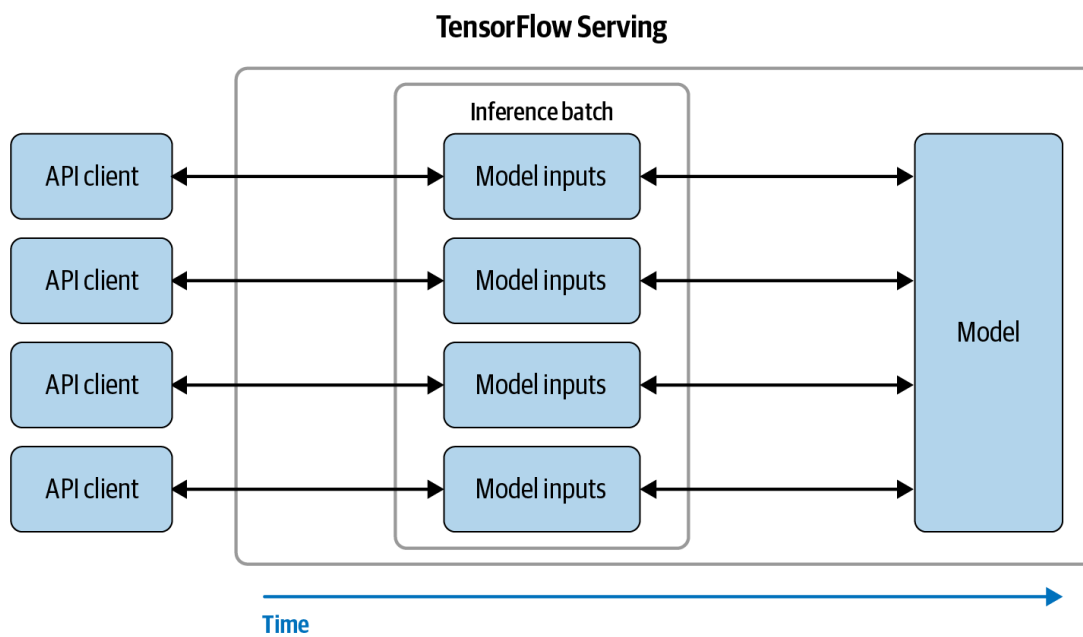 TensorFlow Serving
Inference batch
API client
Model inputs
API client
Model inputs
Model
API client
Model inputs
API client
Model inputs
Time